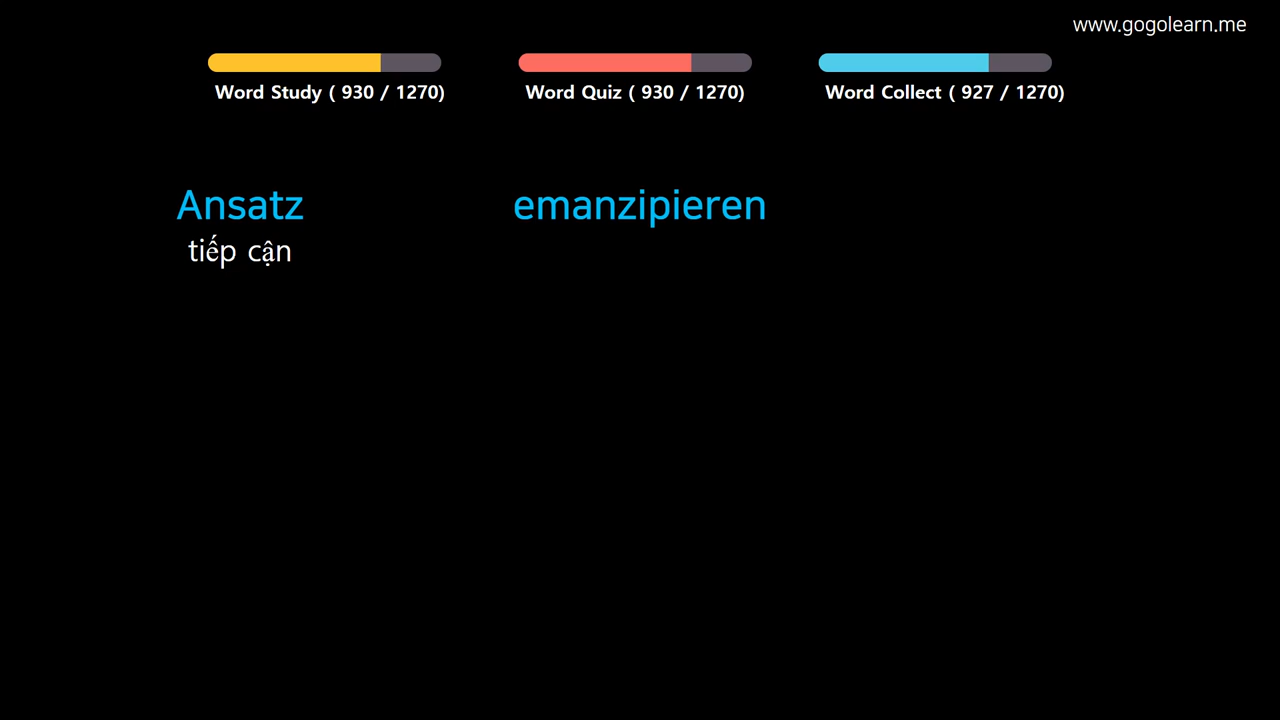 www.gogolearn.me
Word Study ( 930 / 1270)
Word Quiz ( 930 / 1270)
Word Collect ( 927 / 1270)
Ansatz
tiếp cận
emanzipieren